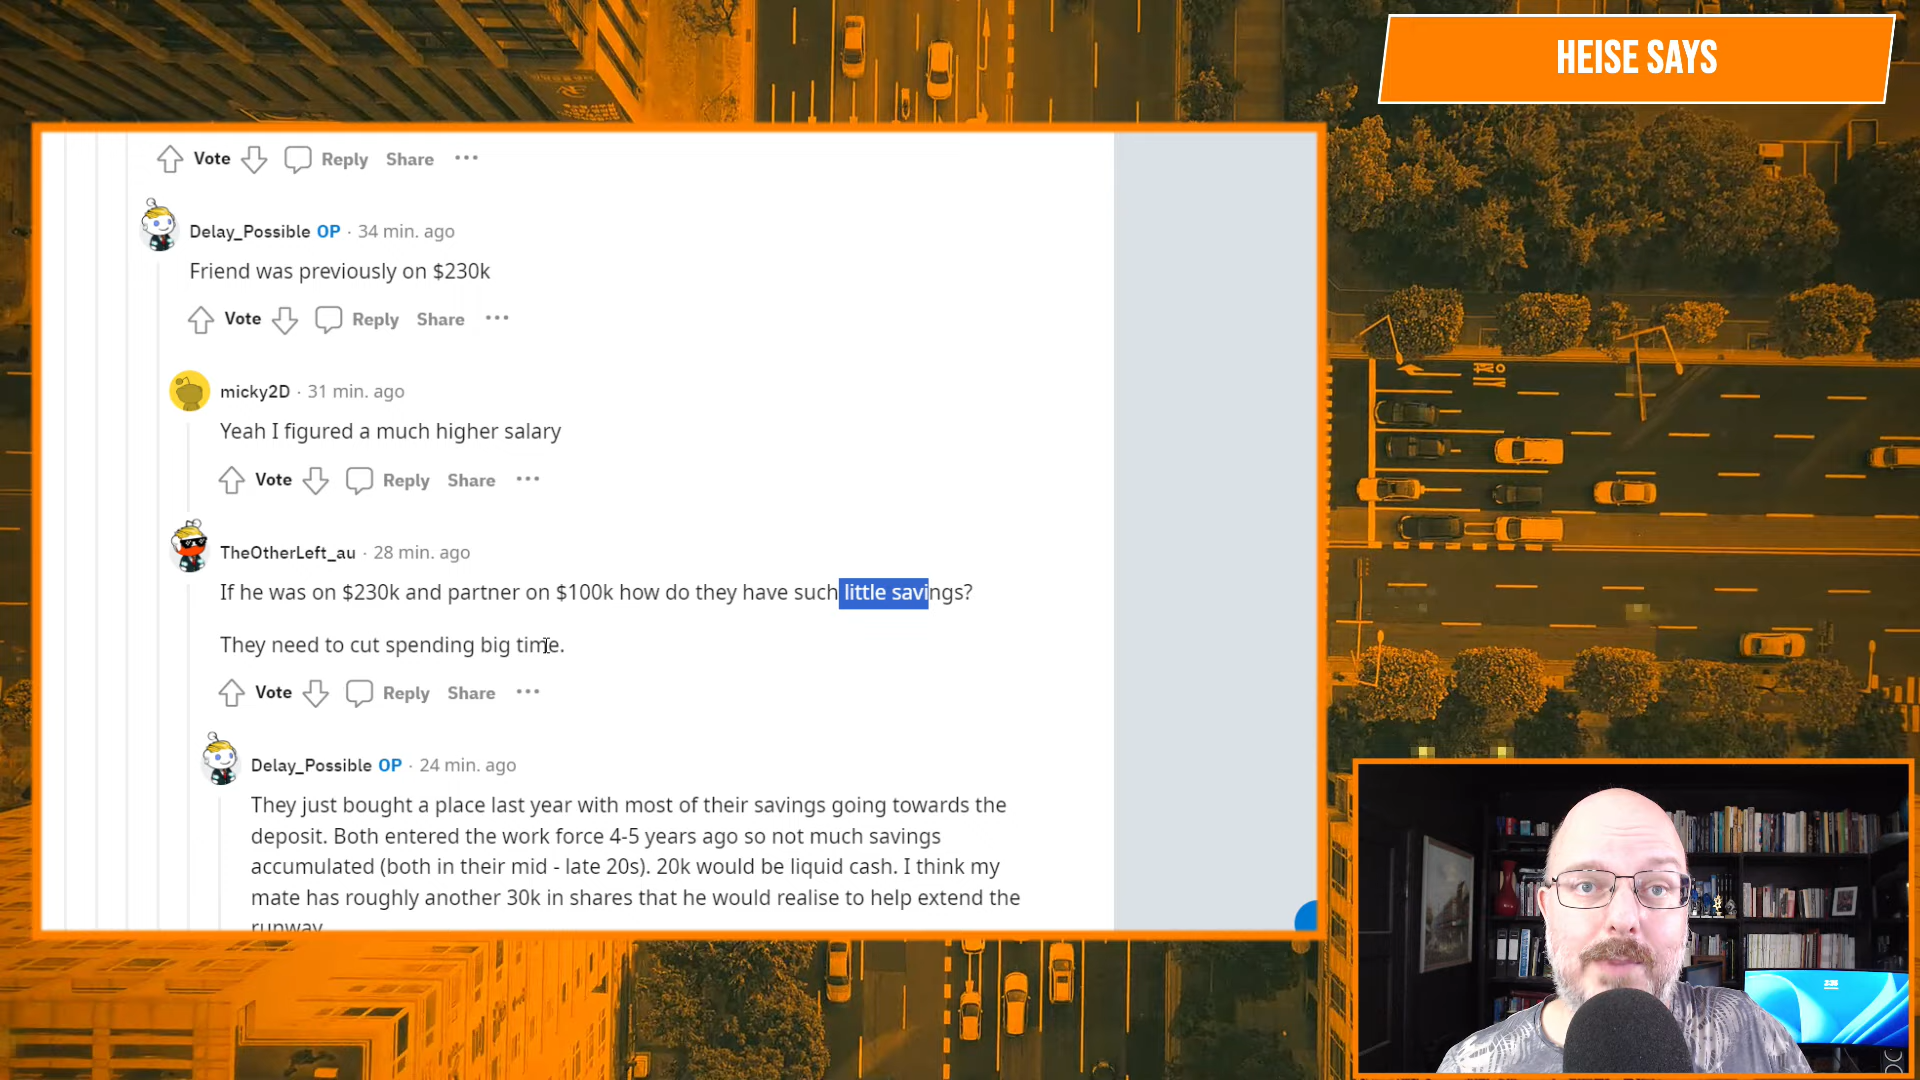 HEISE SAYS
Vote Reply Share
Delay_Possible OP · 34 min. ago
Friend was previously on $230k
Vote Reply Share
micky2D · 31 min. ago
Yeah I figured a much higher salary
Vote Reply Share
TheOtherLeft_au · 28 min. ago
If he was on $230k and partner on $100k how do they have such little savings?
They need to cut spending big time.
Vote Reply Share
Delay_Possible OP · 24 min. ago
They just bought a place last year with most of their savings going towards the
deposit. Both entered the work force 4-5 years ago so not much savings
accumulated (both in their mid - late 20s). 20k would be liquid cash. I think my
mate has roughly another 30k in shares that he would realise to help extend the
runway